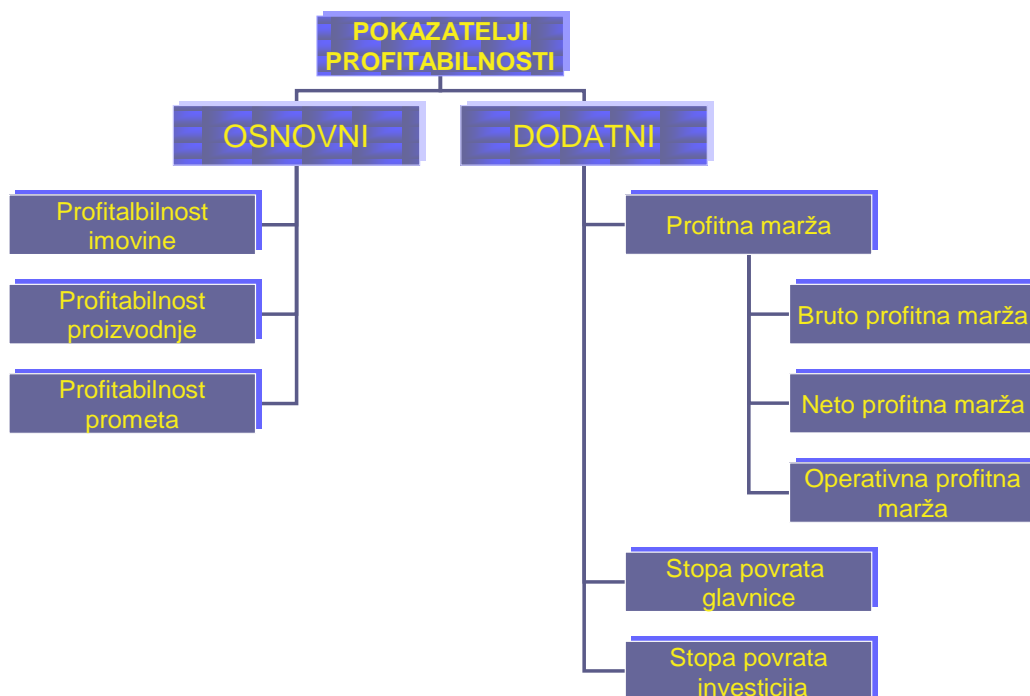 POKAZATELJI
PROFITABILNOSTI
OSNOVNI
DODATNI
Profitalbilnost
imovine
Profitabilnost
proizvodnje
Profitabilnost
prometa
Profitna marža
Bruto profitna marža
Neto profitna marža
Operativna profitna
marža
Stopa povrata
glavnice
Stopa povrata
investicija